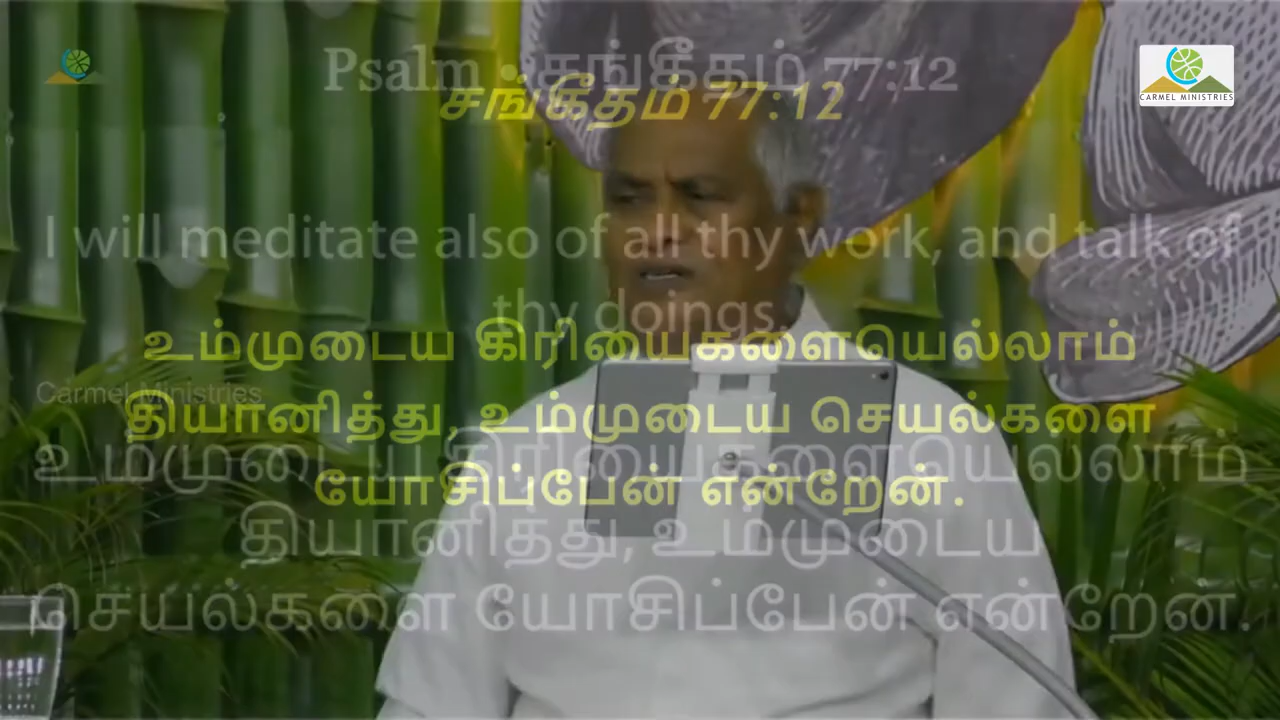 Psalm - சங்கீதம் 77:12
சங்கீதம் 77:12
CARMEL MINISTRIES
I will meditate also of all thy work, and talk of
thy doings.
உம்முடைய கிரியைகளையெல்லாம்
Carmel Ministries
தியானித்து, உம்முடைய செயல்களை
உம்முடைய கிரியைகளையெல்லாம்
யோசிப்பேன் என்றேன்.
தியானித்து, உம்முடைய
செயல்களை யோசிப்பேன் என்றேன்.